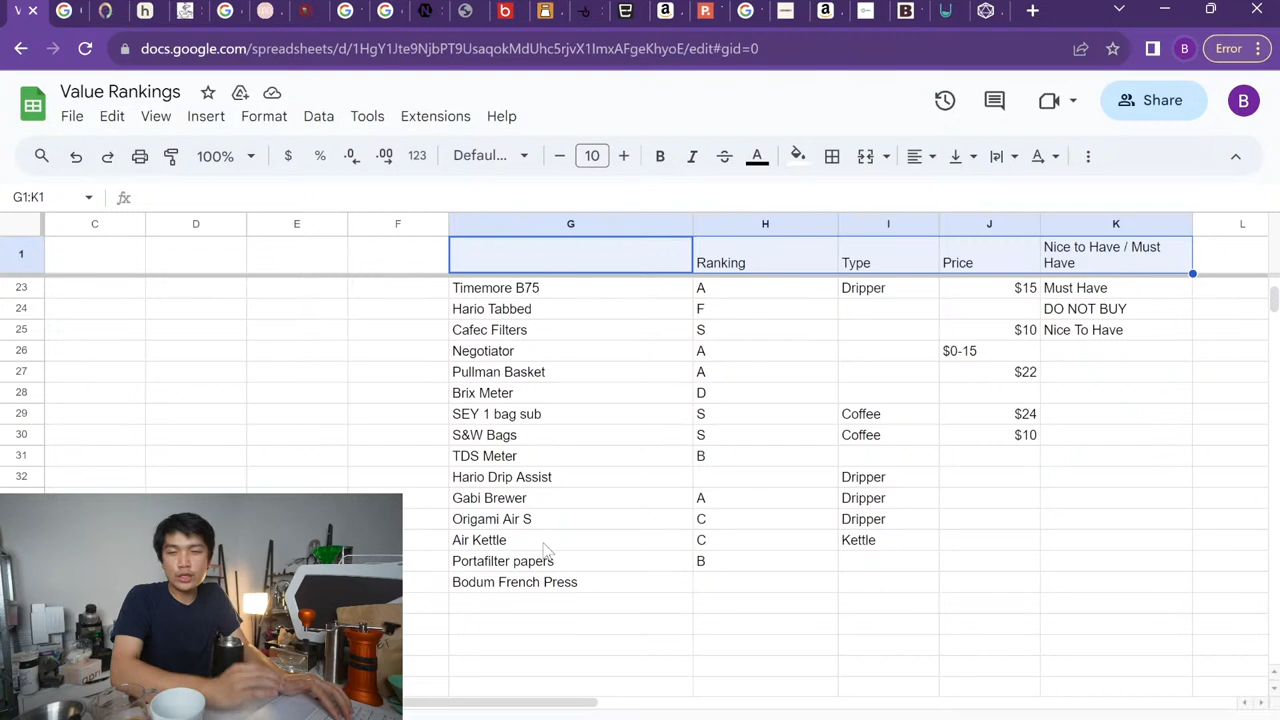 docs.google.com/spreadsheets/d/1HgY1Jte9NjbPT9UsaqokMdUhc5rjvX1ImxAFgeKhyoE/edit#gid=0
B
Error
Value Rankings
File Edit View Insert Format Data Tools Extensions Help
Share
B
100% $ % .0 .00 123 Defaul... 10 B I A
G1:K1 fx
C D E F G H I J K L
1 Ranking Type Price Nice to Have / Must Have
23 Timemore B75 A Dripper $15 Must Have
24 Hario Tabbed F DO NOT BUY
25 Cafec Filters S $10 Nice To Have
26 Negotiator A $0-15
27 Pullman Basket A $22
28 Brix Meter D
29 SEY 1 bag sub S Coffee $24
30 S&W Bags S Coffee $10
31 TDS Meter B
32 Hario Drip Assist Dripper
Gabi Brewer A Dripper
Origami Air S C Dripper
Air Kettle C Kettle
Portafilter papers B
Bodum French Press